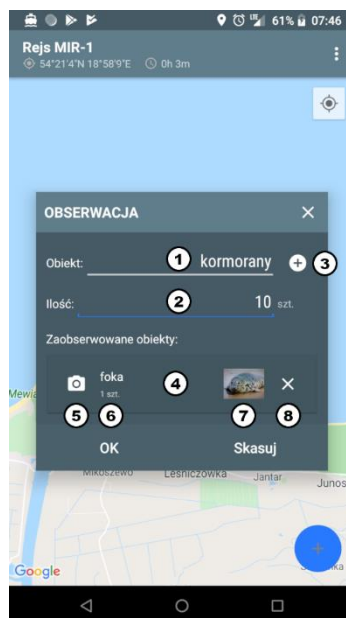 61% 07:46
Rejs MIR-1
54°21'4"N 18°58'9"E 0h 3m
OBSERWACJA
Obiekt: 1 kormorany 3
Ilość: 2 10 szt.
Zaobserwowane obiekty:
foka 4
1 szt.
5 6 7 8
OK Skasuj
Mikoszewo Leśniczówka Jantar
Junos
Google